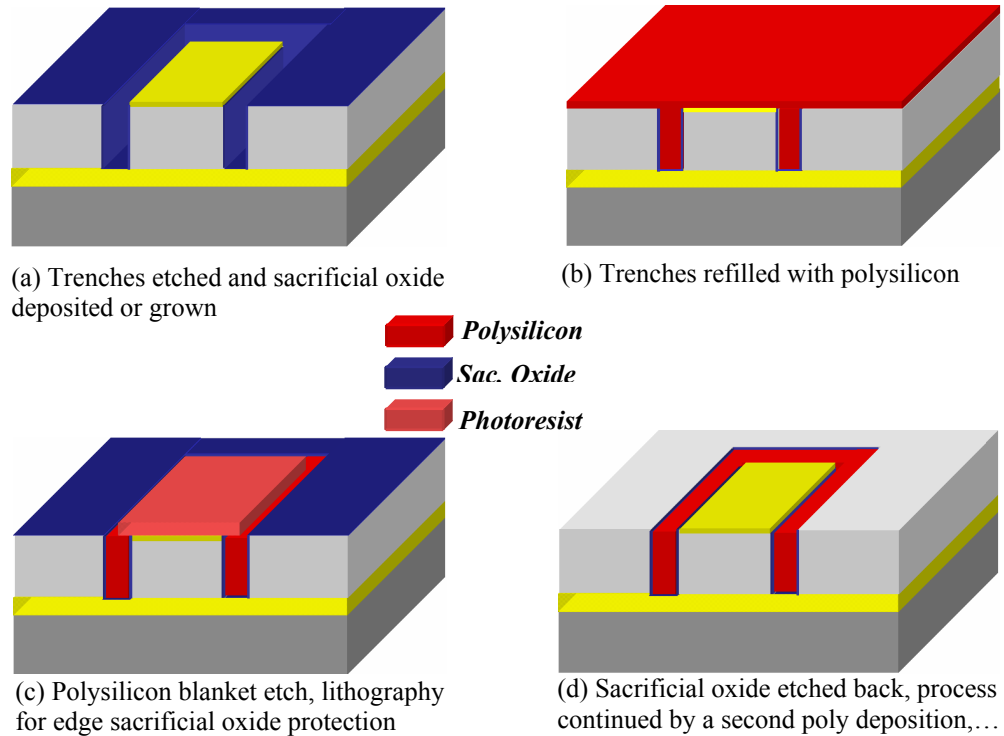 (a) Trenches etched and sacrificial oxide
deposited or grown
(b) Trenches refilled with polysilicon
Polysilicon
Sac. Oxide
Photoresist
(c) Polysilicon blanket etch, lithography
for edge sacrificial oxide protection
(d) Sacrificial oxide etched back, process
continued by a second poly deposition,…